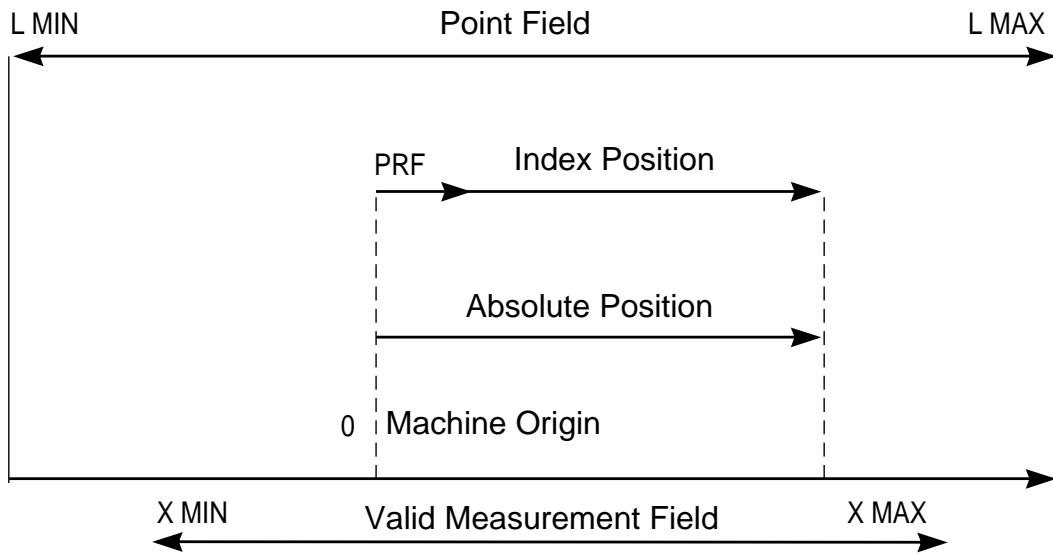 L MIN Point Field L MAX
PRF Index Position
Absolute Position
0 Machine Origin
X MIN Valid Measurement Field X MAX